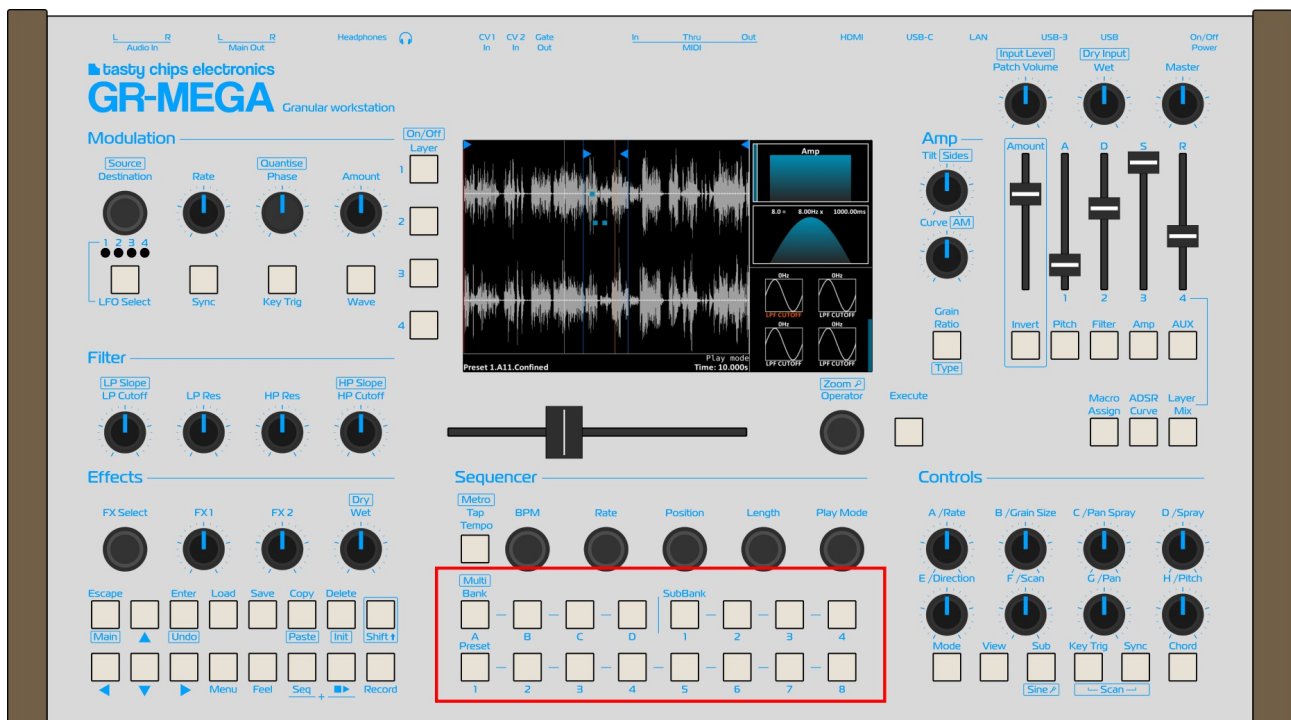 L R L R Headphones CV1 CV2 Gate In Thru Out HDMI USB-C LAN USB-3 USB On/Off
Audio In Main Out In In Out MIDI Power
Input Level Dry Input
Patch Volume Wet Master
tasty chips electronics
GR-MEGA Granular workstation
Modulation
On/Off
Layer
Source Quantise
Destination Rate Phase Amount
1
2
3
4
1 2 3 4
LFO Select Sync Key Trig Wave
Amp
8.0 = 8.00Hz x 1000.00ms
0Hz 0Hz
LPF CUTOFF LPF CUTOFF
0Hz 0Hz
LPF CUTOFF LPF CUTOFF
Play mode
Preset 1.A11.Confined Time: 10.000s
Amp
Tilt Sides
Curve AM
Amount A D S R
1 2 3 4
Grain
Ratio
Type
Invert Pitch Filter Amp AUX
Macro ADSR Layer
Assign Curve Mix
Filter
LP Slope HP Slope
LP Cutoff LP Res HP Res HP Cutoff
Zoom
Operator Execute
Effects
Dry
FX Select FX1 FX2 Wet
Escape Enter Load Save Copy Delete
Main Undo Paste Init Shift
Menu Feel Seq + Record
Sequencer
Metro
Tap
Tempo
BPM Rate Position Length Play Mode
Multi
Bank SubBank
A B C D 1 2 3 4
Preset
1 2 3 4 5 6 7 8
Controls
A /Rate B /Grain Size C /Pan Spray D /Spray
E /Direction F /Scan G /Pan H /Pitch
Mode View Sub Key Trig Sync Chord
Sine Scan